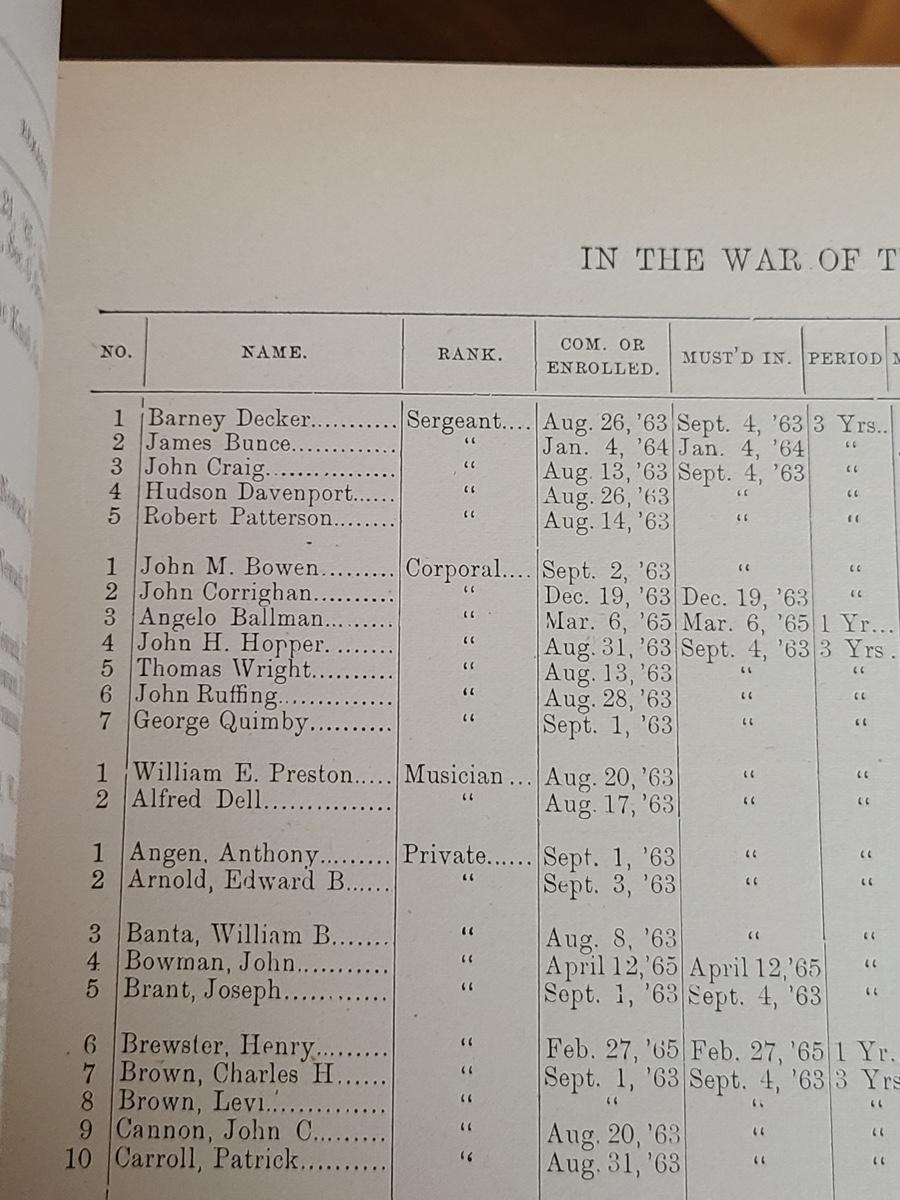 IN THE WAR OF T
NO. NAME. RANK. COM. OR ENROLLED. MUST'D IN. PERIOD M
1 Barney Decker........... Sergeant.... Aug. 26, '63 Sept. 4, '63 3 Yrs..
2 James Bunce.............. “ Jan. 4, '64 Jan. 4, '64 “
3 John Craig................ “ Aug. 13, '63 Sept. 4, '63 “
4 Hudson Davenport...... “ Aug. 26, '63 “ “
5 Robert Patterson........ “ Aug. 14, '63 “ “
1 John M. Bowen......... Corporal.... Sept. 2, '63 “ “
2 John Corrighan.......... “ Dec. 19, '63 Dec. 19, '63 “
3 Angelo Ballman......... “ Mar. 6, '65 Mar. 6, '65 1 Yr...
4 John H. Hopper......... “ Aug. 31, '63 Sept. 4, '63 3 Yrs .
5 Thomas Wright.......... “ Aug. 13, '63 “ “
6 John Ruffing.............. “ Aug. 28, '63 “ “
7 George Quimby.......... “ Sept. 1, '63 “ “
1 William E. Preston..... Musician ... Aug. 20, '63 “ “
2 Alfred Dell............... “ Aug. 17, '63 “ “
1 Angen, Anthony......... Private...... Sept. 1, '63 “ “
2 Arnold, Edward B...... “ Sept. 3, '63 “ “
3 Banta, William B....... “ Aug. 8, '63 “ “
4 Bowman, John........... “ April 12,'65 April 12,'65 “
5 Brant, Joseph............ “ Sept. 1, '63 Sept. 4, '63 “
6 Brewster, Henry......... “ Feb. 27, '65 Feb. 27, '65 1 Yr.
7 Brown, Charles H...... “ Sept. 1, '63 Sept. 4, '63 3 Yrs
8 Brown, Levi.............. “ “ “ “
9 Cannon, John C......... “ Aug. 20, '63 “ “
10 Carroll, Patrick.......... “ Aug. 31, '63 “ “